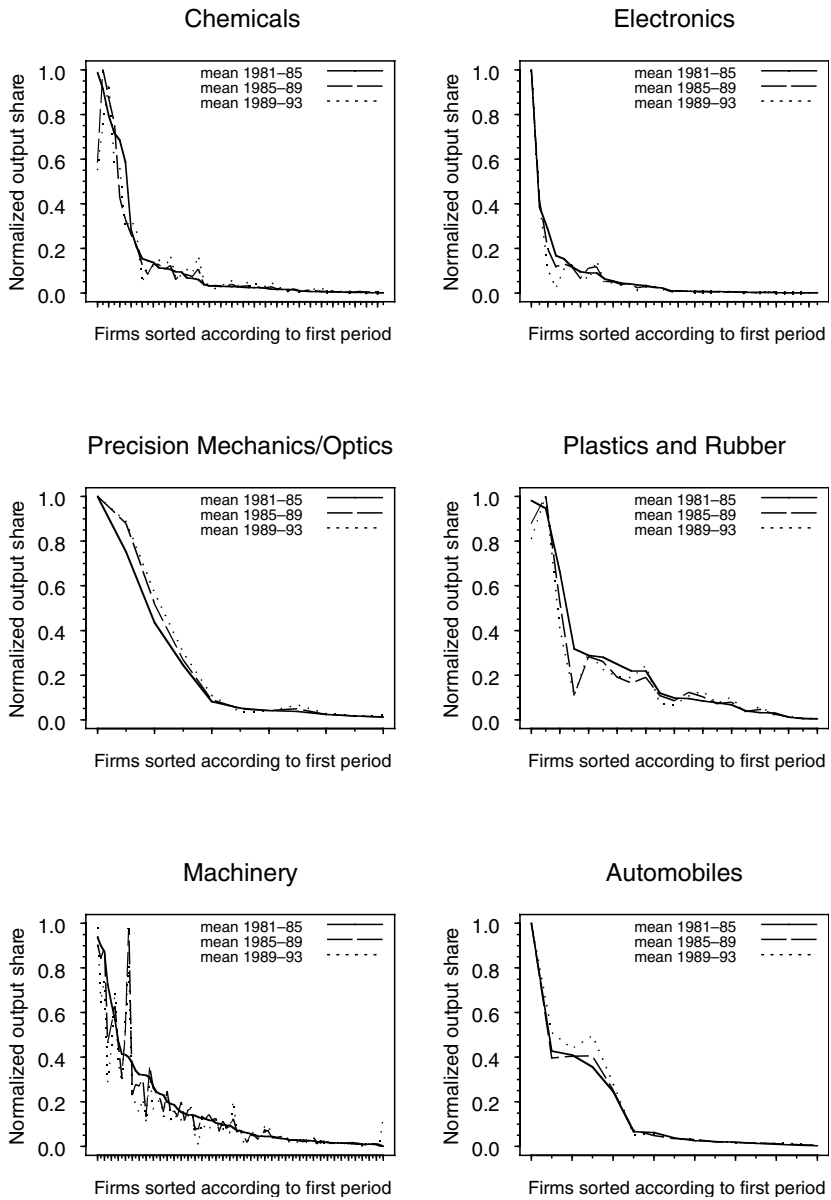 Chemicals
Normalized output share
1.0
0.8
0.6
0.4
0.2
0.0
mean 1981–85
mean 1985–89
mean 1989–93
Firms sorted according to first period
Electronics
Normalized output share
1.0
0.8
0.6
0.4
0.2
0.0
mean 1981–85
mean 1985–89
mean 1989–93
Firms sorted according to first period
Precision Mechanics/Optics
Normalized output share
1.0
0.8
0.6
0.4
0.2
0.0
mean 1981–85
mean 1985–89
mean 1989–93
Firms sorted according to first period
Plastics and Rubber
Normalized output share
1.0
0.8
0.6
0.4
0.2
0.0
mean 1981–85
mean 1985–89
mean 1989–93
Firms sorted according to first period
Machinery
Normalized output share
1.0
0.8
0.6
0.4
0.2
0.0
mean 1981–85
mean 1985–89
mean 1989–93
Firms sorted according to first period
Automobiles
Normalized output share
1.0
0.8
0.6
0.4
0.2
0.0
mean 1981–85
mean 1985–89
mean 1989–93
Firms sorted according to first period